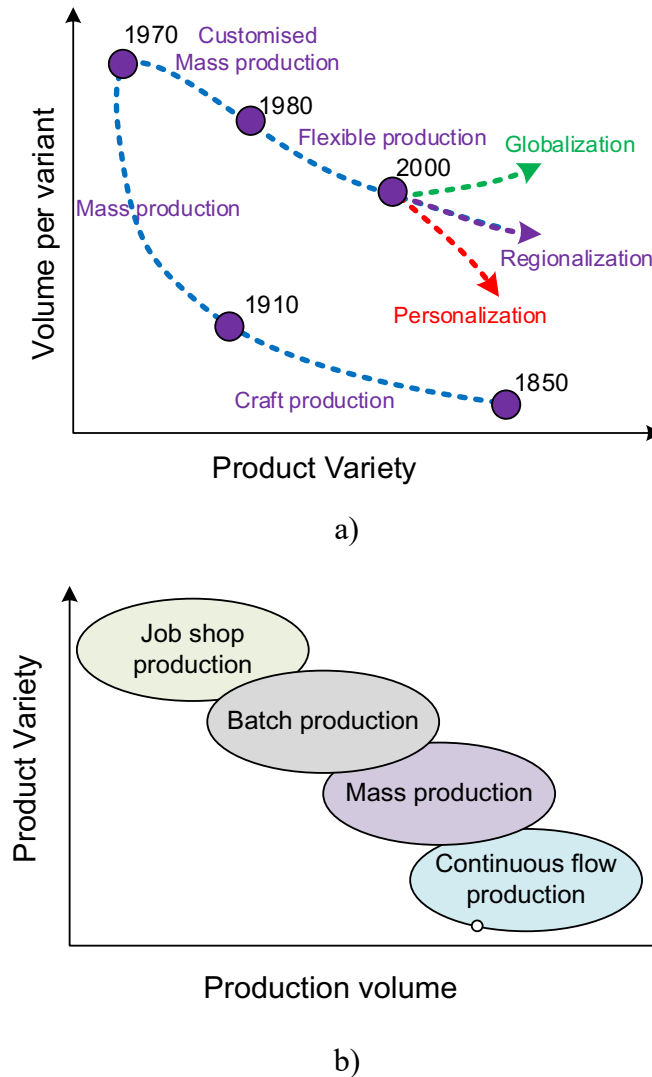 1970
Customised
Mass production
1980
Flexible production
2000
Globalization
Mass production
Regionalization
Personalization
1910
1850
Craft production
Volume per variant
Product Variety
a)
Job shop
production
Batch production
Mass production
Continuous flow
production
Product Variety
Production volume
b)